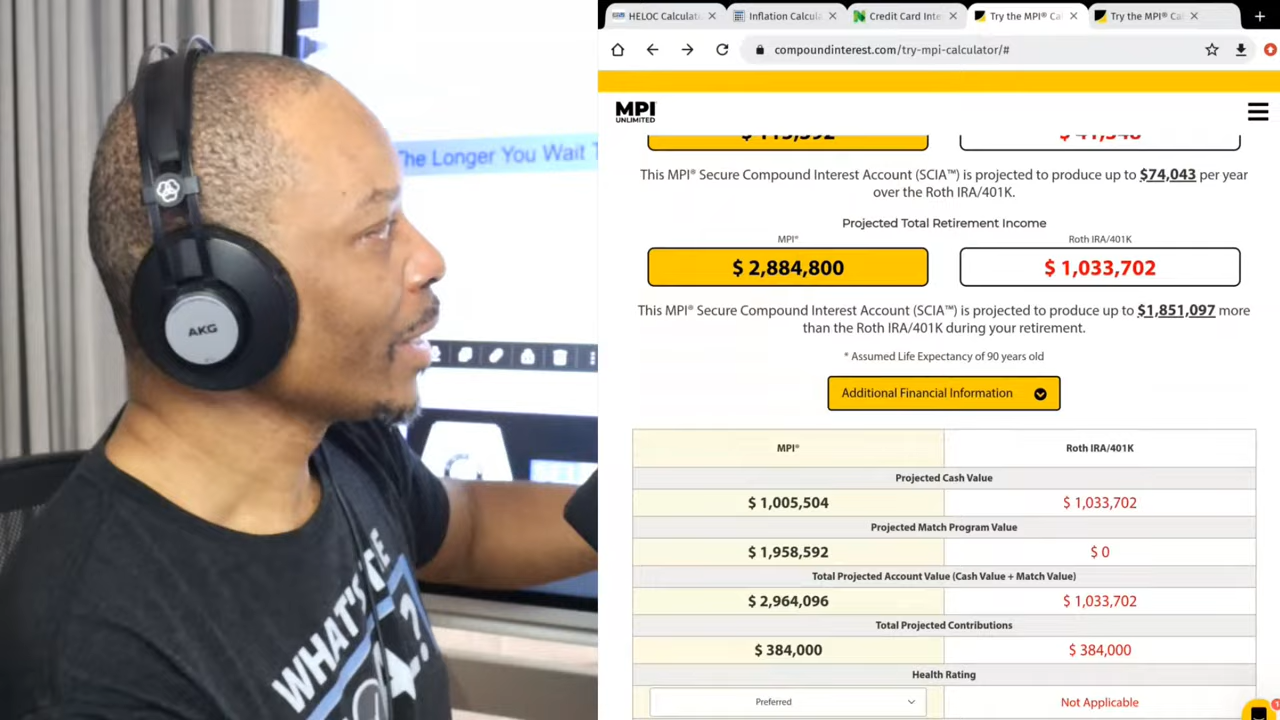 HELOC Calculat
Inflation Calcul
Credit Card Inte
Try the MPI® Ca
Try the MPI® Ca
compoundinterest.com/try-mpi-calculator/#
MPI
UNLIMITED
This MPI® Secure Compound Interest Account (SCIA™) is projected to produce up to $74,043 per year
over the Roth IRA/401K.
Projected Total Retirement Income
MPI®
Roth IRA/401K
$ 2,884,800
$ 1,033,702
This MPI® Secure Compound Interest Account (SCIA™) is projected to produce up to $1,851,097 more
than the Roth IRA/401K during your retirement.
* Assumed Life Expectancy of 90 years old
Additional Financial Information
MPI®
Roth IRA/401K
Projected Cash Value
$ 1,005,504
$ 1,033,702
Projected Match Program Value
$ 1,958,592
$ 0
Total Projected Account Value (Cash Value + Match Value)
$ 2,964,096
$ 1,033,702
Total Projected Contributions
$ 384,000
$ 384,000
Health Rating
Preferred
Not Applicable
The Longer You Wait T
AKG
WHAT'S
?